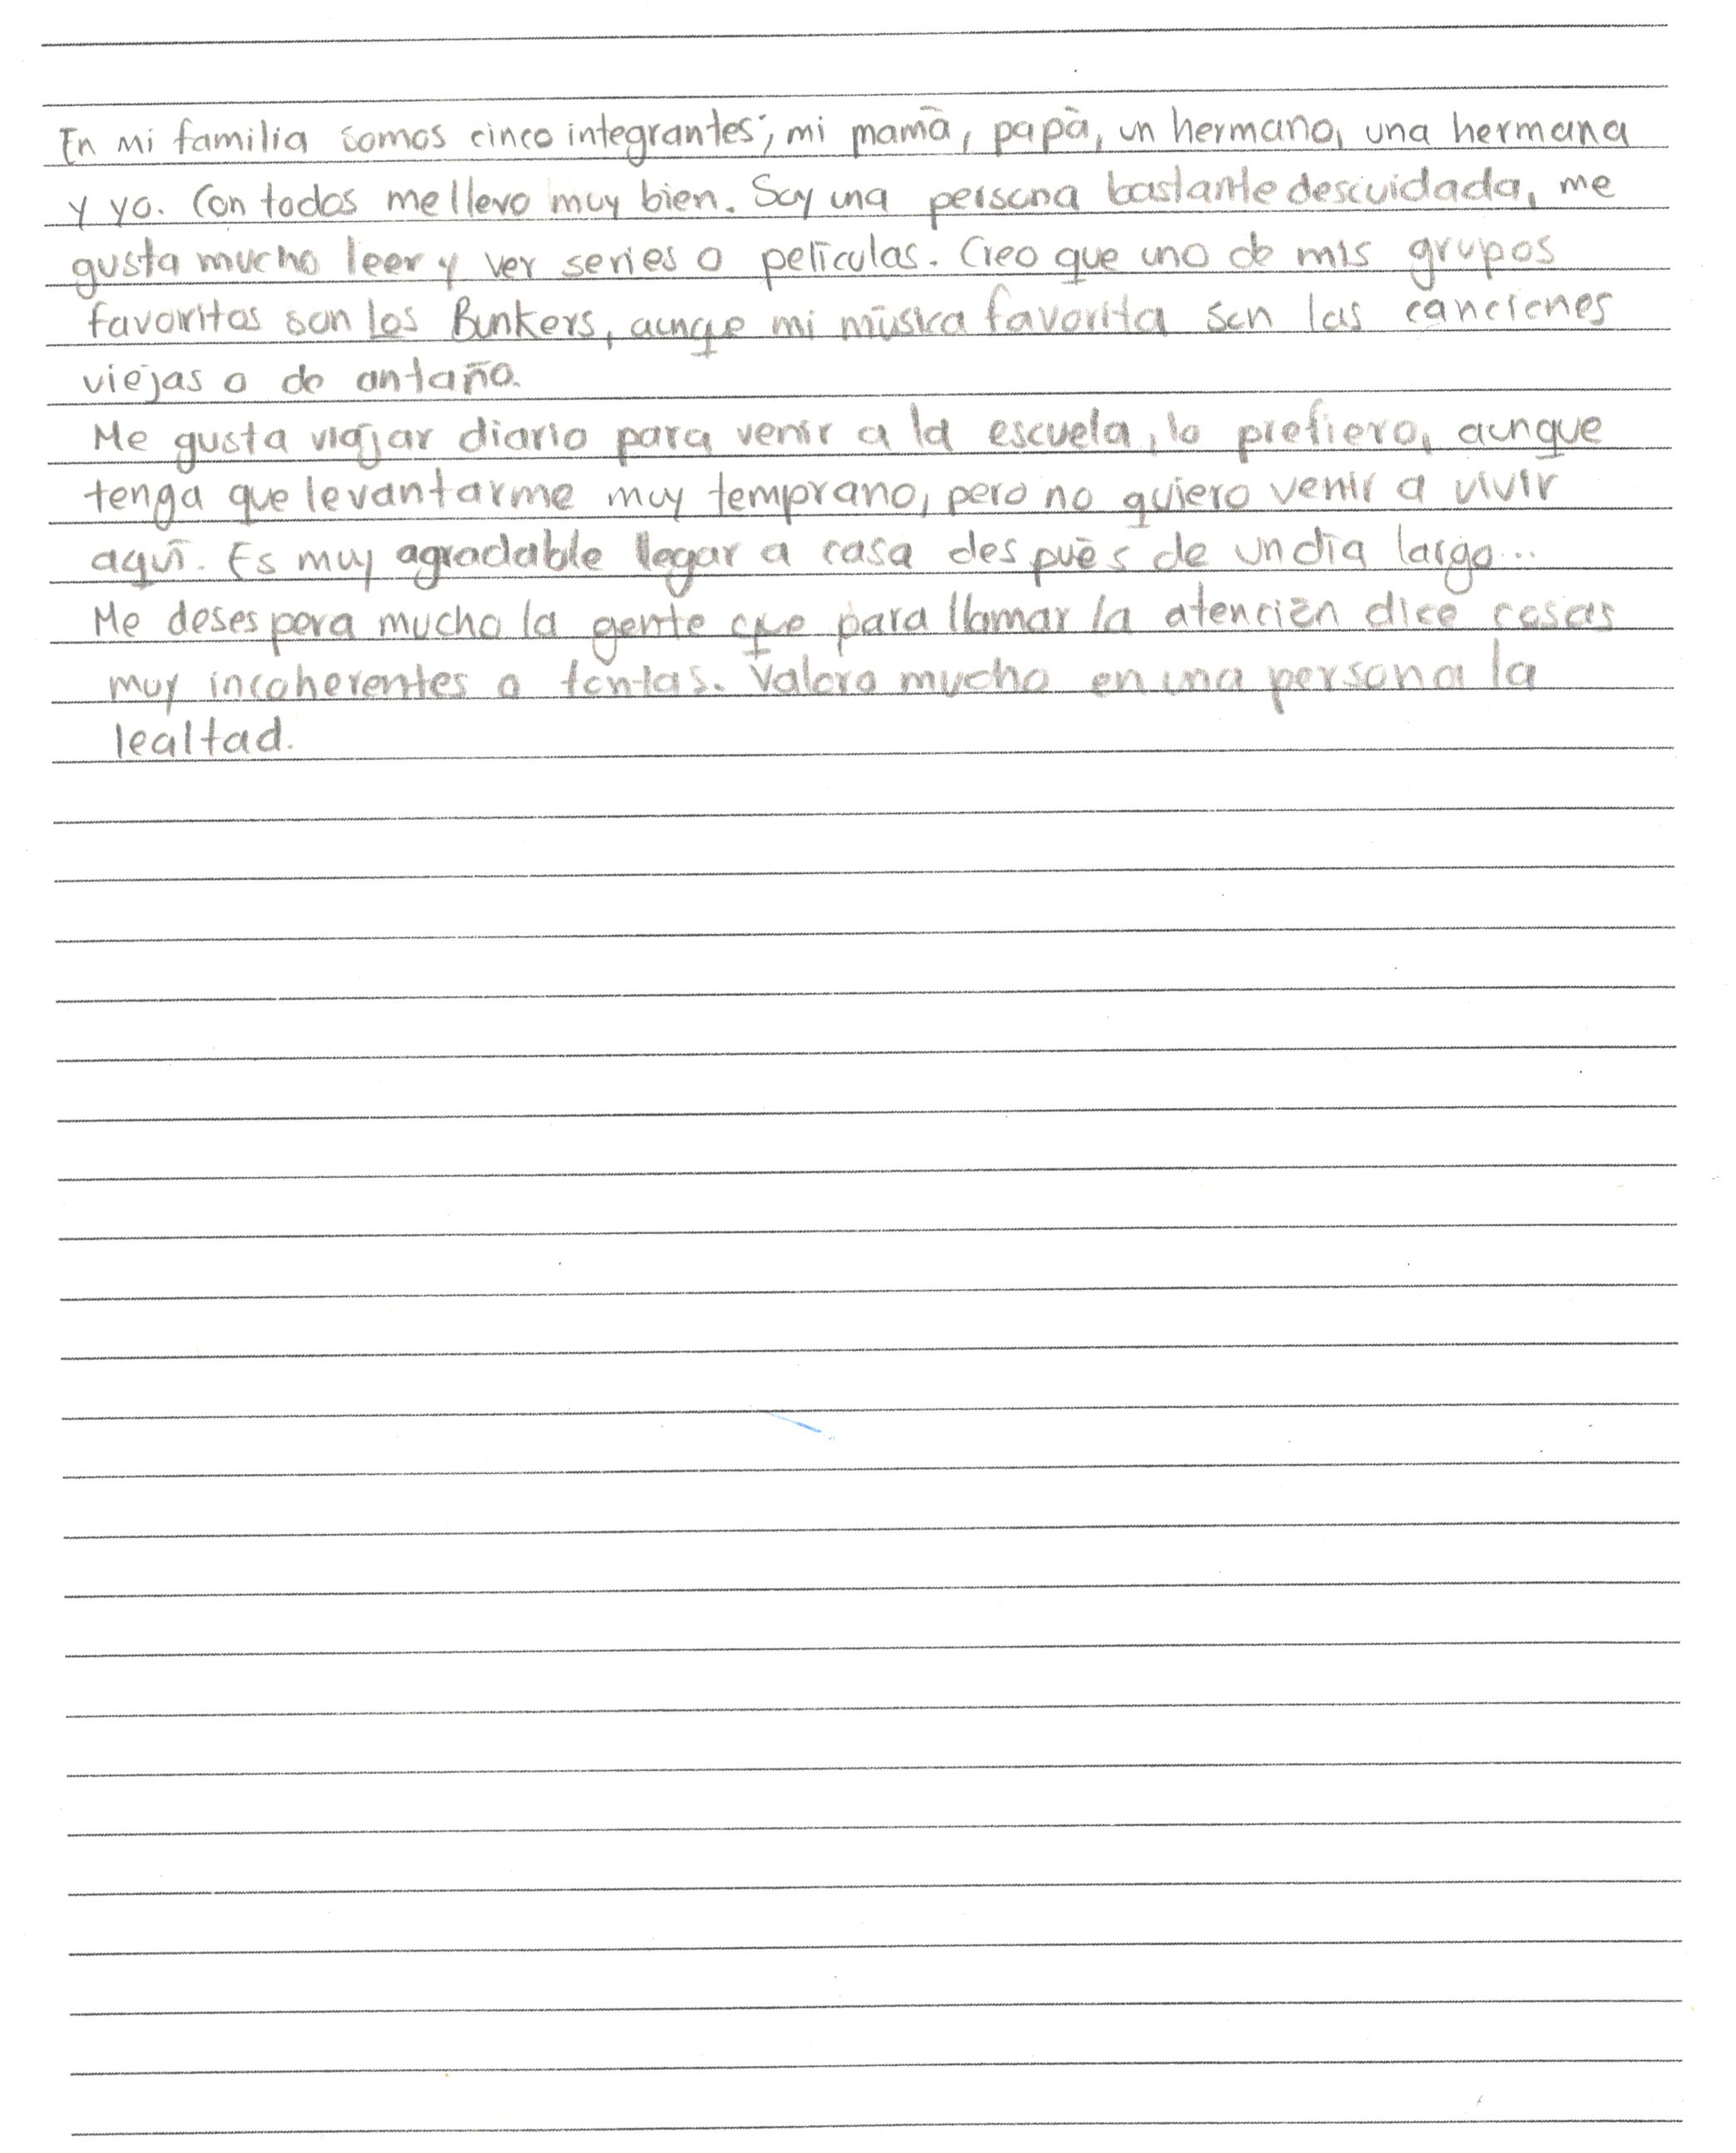 En mi familia somos cinco integrantes; mi mamá, papá, un hermano, una hermana
y yo. Con todos me llevo muy bien. Soy una persona bastante descuidada, me
gusta mucho leer y ver series o películas. Creo que uno de mis grupos
favoritos son los Bunkers, aunqe mi música favorita son las canciones
viejas o de antaño.
Me gusta viajar diario para venir a la escuela, lo prefiero, aunque
tenga que levantarme muy temprano, pero no quiero venir a vivir
aquí. Es muy agradable llegar a casa después de un día largo...
Me desespera mucho la gente que para llamar la atención dice cosas
muy incoherentes o tontas. Valoro mucho en una persona la
lealtad.